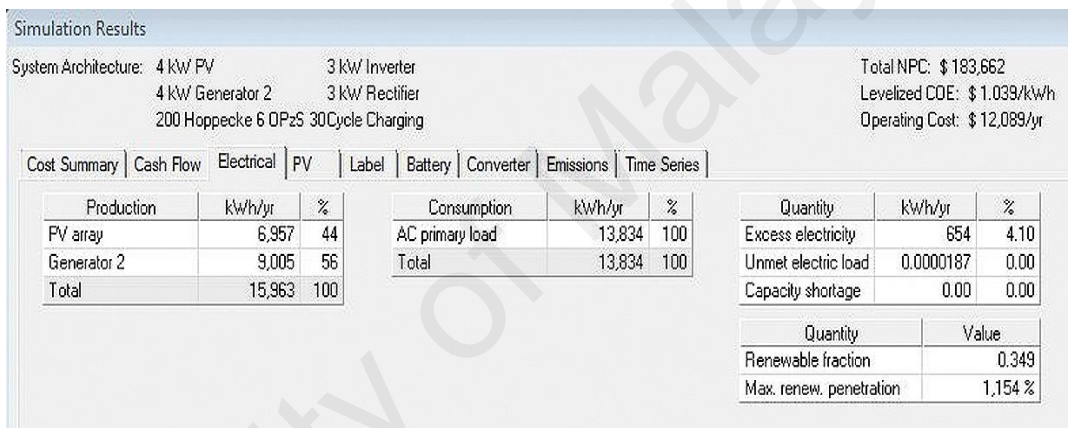 Simulation Results
System Architecture: 4 kW PV 3 kW Inverter Total NPC: $ 183,662
4 kW Generator 2 3 kW Rectifier Levelized COE: $ 1.039/kWh
200 Hoppecke 6 OPzS 30Cycle Charging Operating Cost: $ 12,089/yr
Cost Summary Cash Flow Electrical PV Label Battery Converter Emissions Time Series
Production kWh/yr %
PV array 6,957 44
Generator 2 9,005 56
Total 15,963 100
Consumption kWh/yr %
AC primary load 13,834 100
Total 13,834 100
Quantity kWh/yr %
Excess electricity 654 4.10
Unmet electric load 0.0000187 0.00
Capacity shortage 0.00 0.00
Quantity Value
Renewable fraction 0.349
Max. renew. penetration 1,154 %
ity of Malay